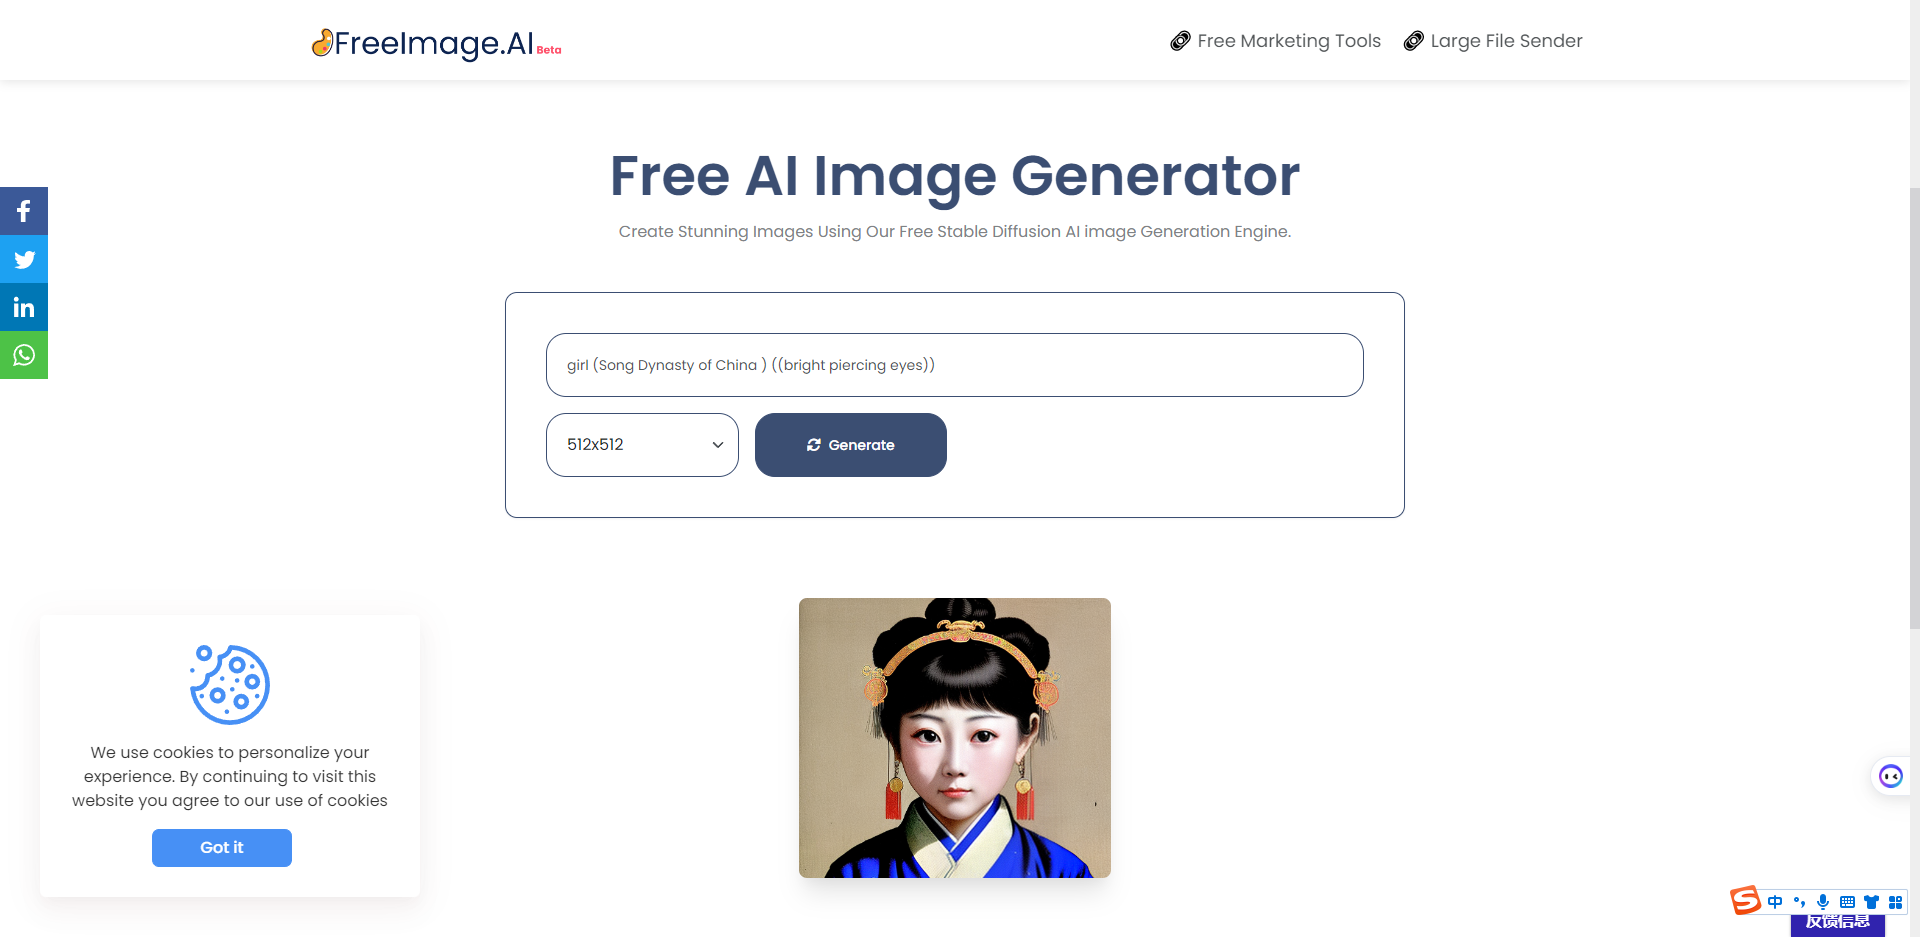 FreeImage.AI Beta
Free Marketing Tools
Large File Sender
Free AI Image Generator
Create Stunning Images Using Our Free Stable Diffusion AI image Generation Engine.
girl (Song Dynasty of China ) ((bright piercing eyes))
512x512
Generate
We use cookies to personalize your
experience. By continuing to visit this
website you agree to our use of cookies
Got it
中
反馈信息